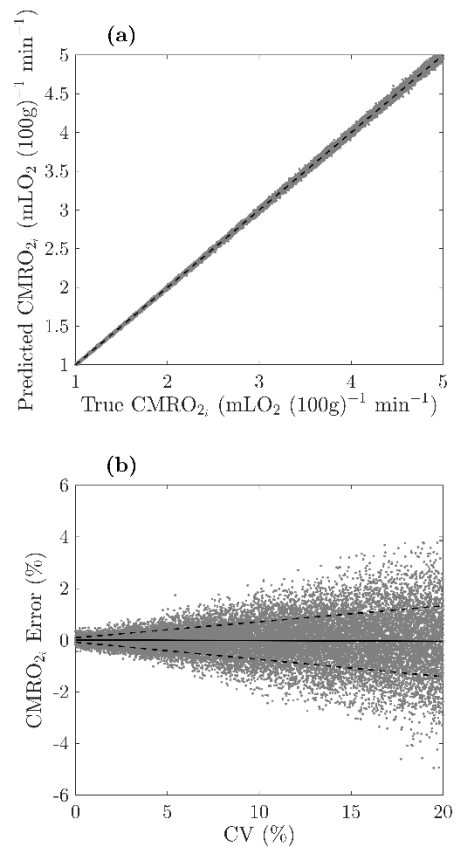 (a)
Predicted CMRO₂ᵢ (mLO₂ (100g)⁻¹ min⁻¹)
5
4.5
4
3.5
3
2.5
2
1.5
1
1 2 3 4 5
True CMRO₂ᵢ (mLO₂ (100g)⁻¹ min⁻¹)
(b)
CMRO₂ᵢ Error (%)
6
4
2
0
-2
-4
-6
0 5 10 15 20
CV (%)